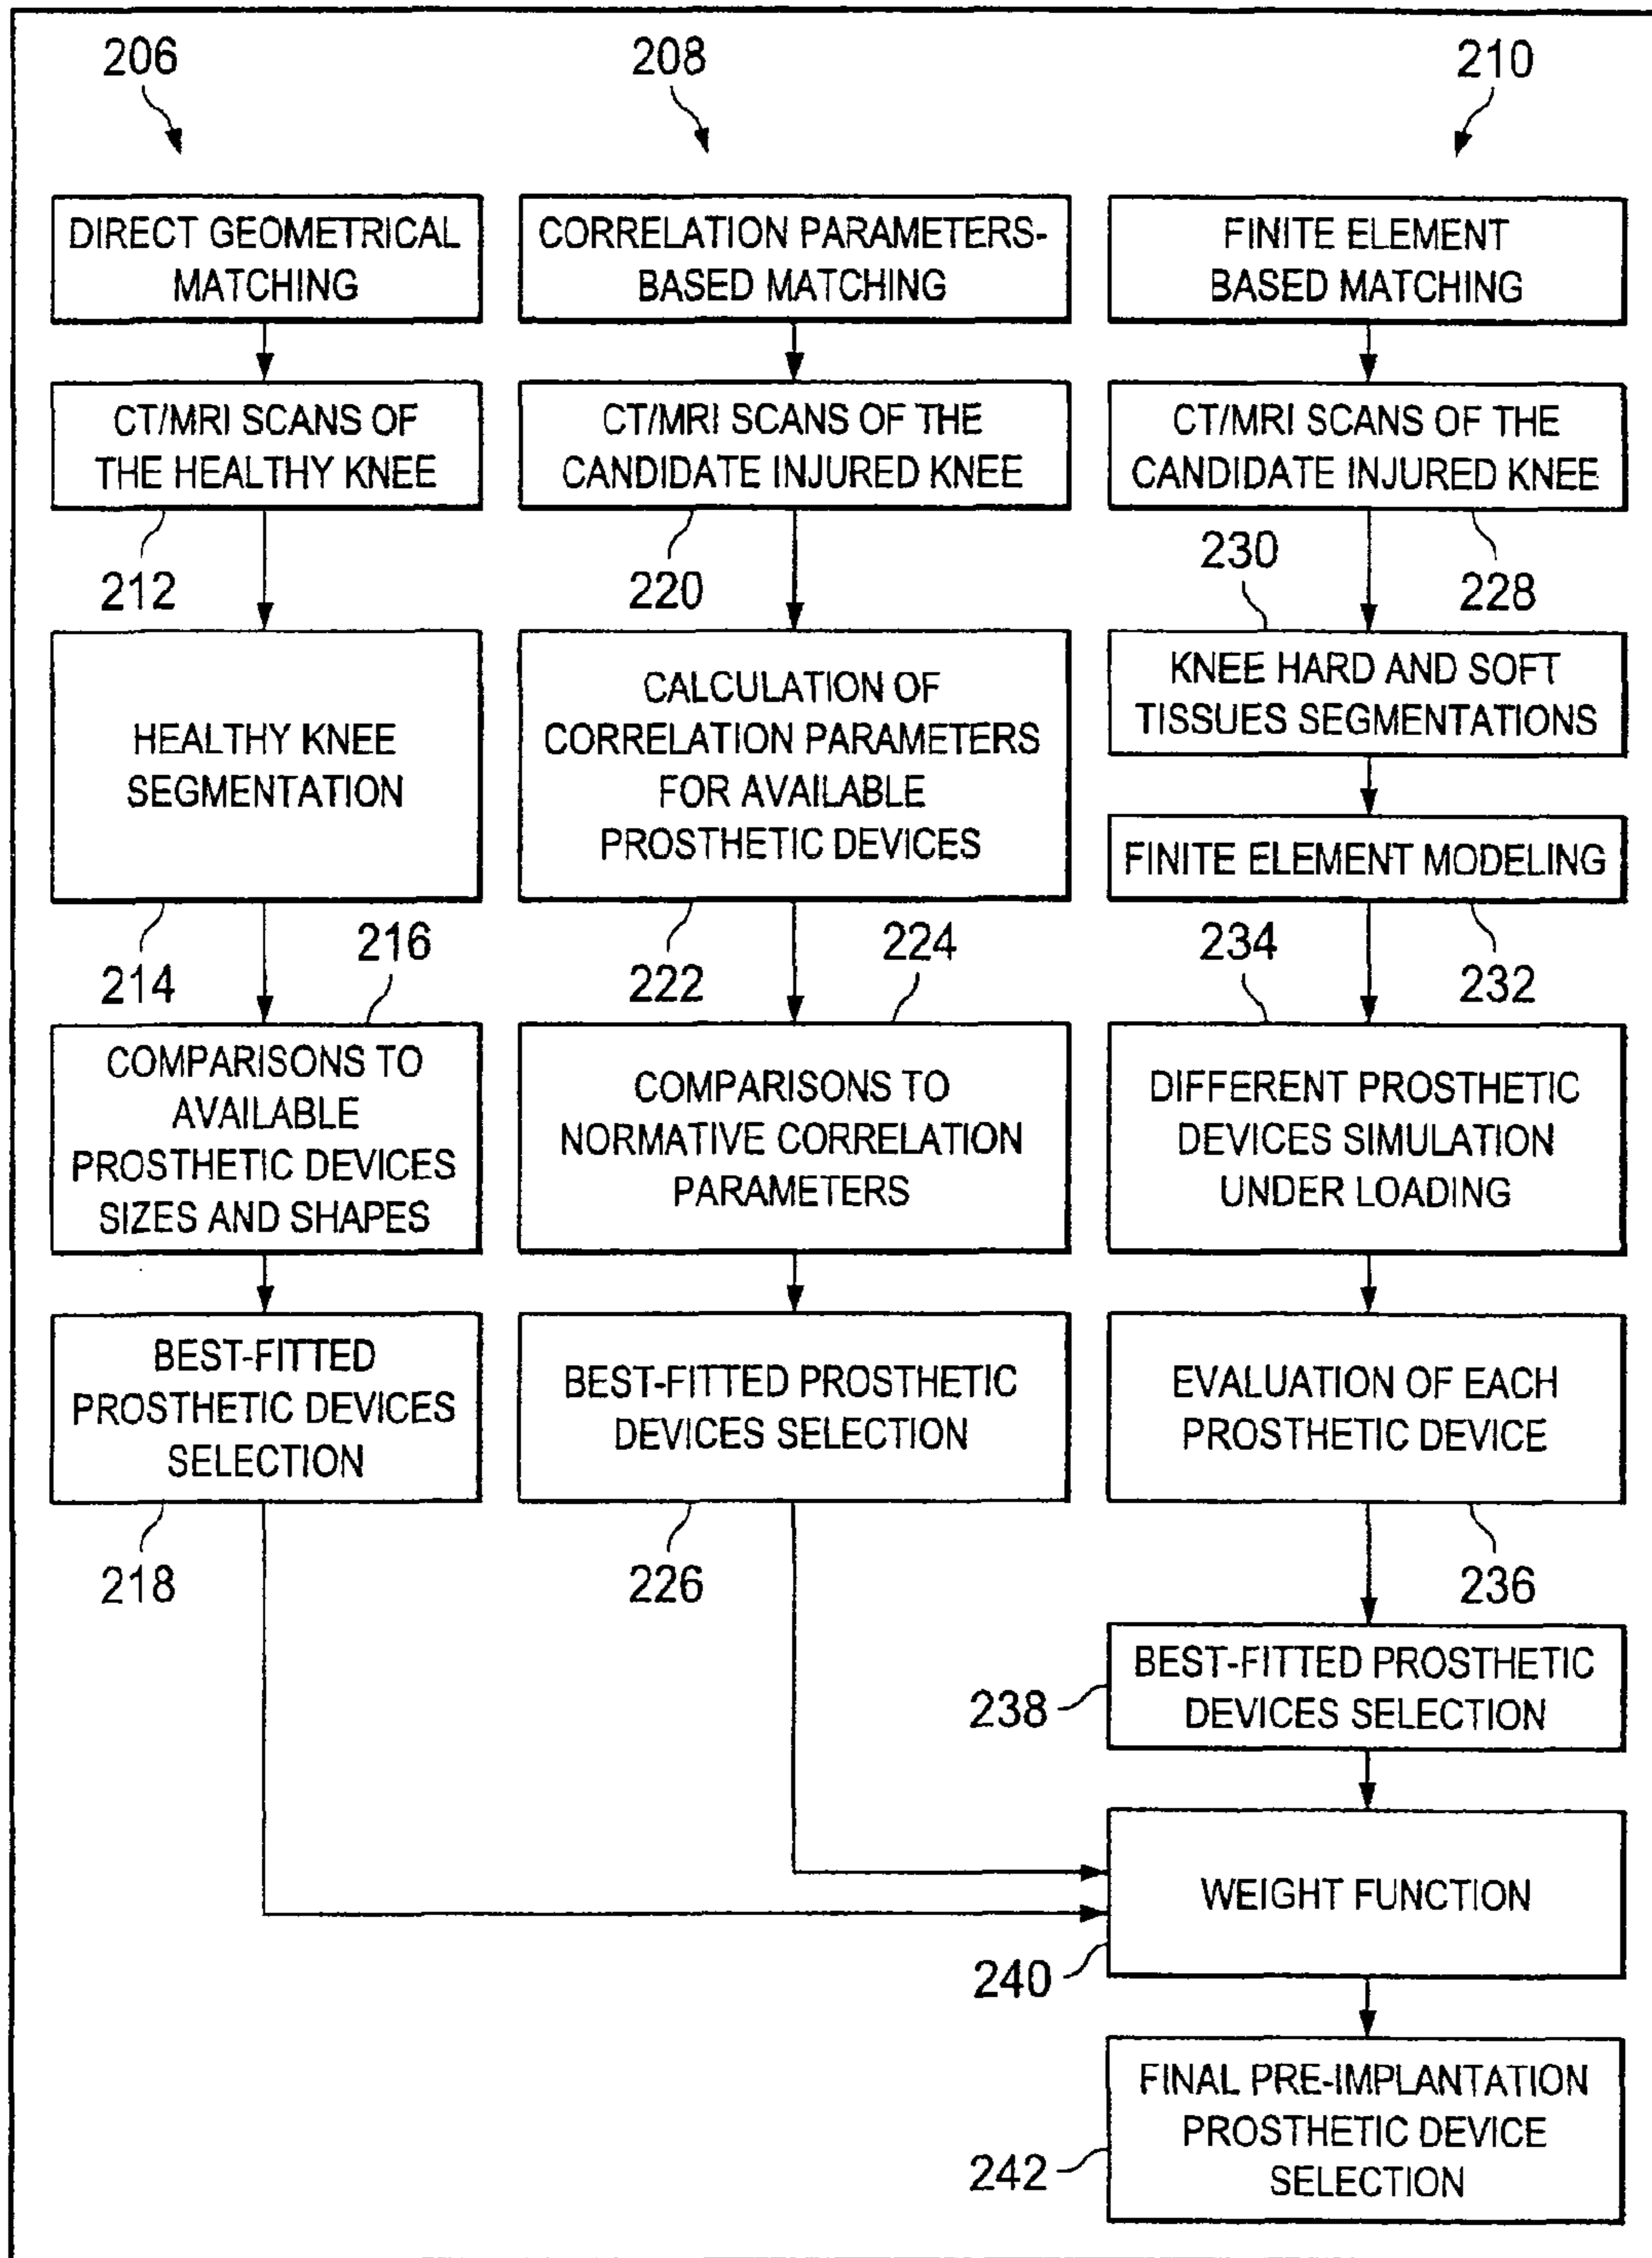 206
208
210
DIRECT GEOMETRICAL
MATCHING
CORRELATION PARAMETERS-
BASED MATCHING
FINITE ELEMENT
BASED MATCHING
CT/MRI SCANS OF
THE HEALTHY KNEE
CT/MRI SCANS OF THE
CANDIDATE INJURED KNEE
CT/MRI SCANS OF THE
CANDIDATE INJURED KNEE
212
220
230
228
HEALTHY KNEE
SEGMENTATION
CALCULATION OF
CORRELATION PARAMETERS
FOR AVAILABLE
PROSTHETIC DEVICES
KNEE HARD AND SOFT
TISSUES SEGMENTATIONS
FINITE ELEMENT MODELING
214
216
222
224
234
232
COMPARISONS TO
AVAILABLE
PROSTHETIC DEVICES
SIZES AND SHAPES
COMPARISONS TO
NORMATIVE CORRELATION
PARAMETERS
DIFFERENT PROSTHETIC
DEVICES SIMULATION
UNDER LOADING
BEST-FITTED
PROSTHETIC DEVICES
SELECTION
BEST-FITTED PROSTHETIC
DEVICES SELECTION
EVALUATION OF EACH
PROSTHETIC DEVICE
218
226
236
BEST-FITTED PROSTHETIC
DEVICES SELECTION
238
WEIGHT FUNCTION
240
FINAL PRE-IMPLANTATION
PROSTHETIC DEVICE
SELECTION
242